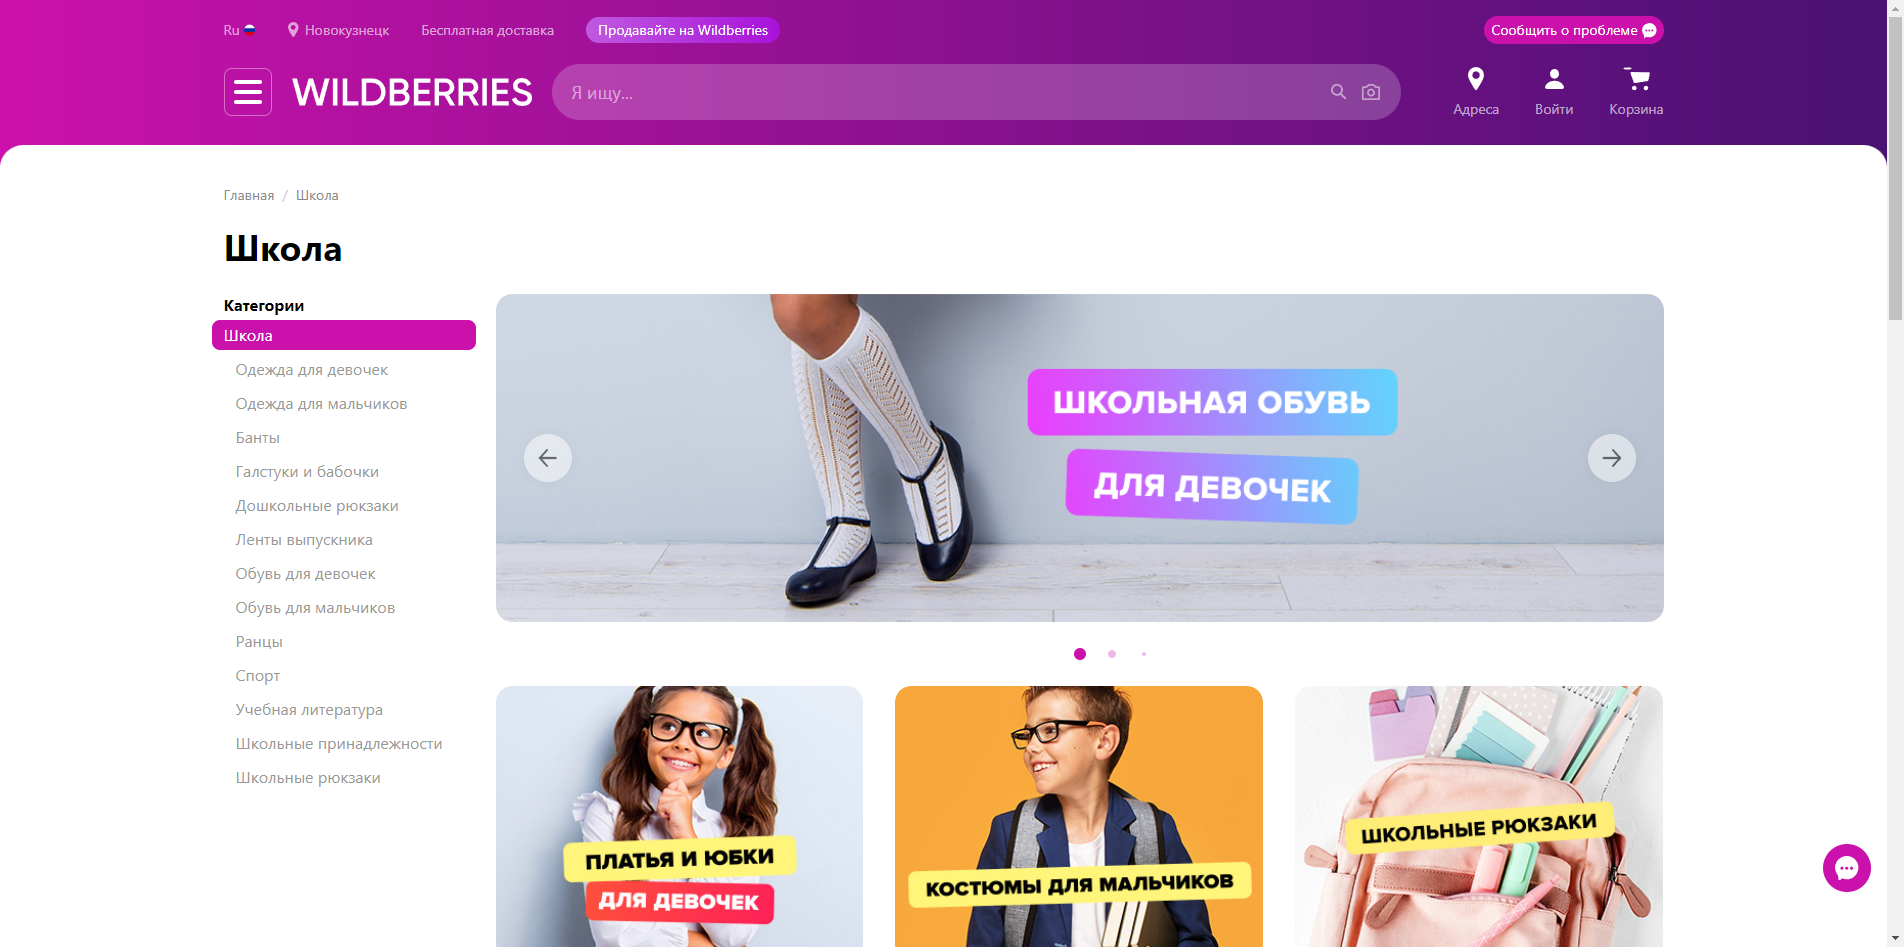 Ru
Новокузнецк
Бесплатная доставка
Продавайте на Wildberries
Сообщить о проблеме
WILDBERRIES
Я ищу...
Адреса
Войти
Корзина
Главная / Школа
Школа
Категории
Школа
Одежда для девочек
Одежда для мальчиков
Банты
Галстуки и бабочки
Дошкольные рюкзаки
Ленты выпускника
Обувь для девочек
Обувь для мальчиков
Ранцы
Спорт
Учебная литература
Школьные принадлежности
Школьные рюкзаки
ШКОЛЬНАЯ ОБУВЬ
ДЛЯ ДЕВОЧЕК
ПЛАТЬЯ И ЮБКИ
ДЛЯ ДЕВОЧЕК
КОСТЮМЫ ДЛЯ МАЛЬЧИКОВ
ШКОЛЬНЫЕ РЮКЗАКИ